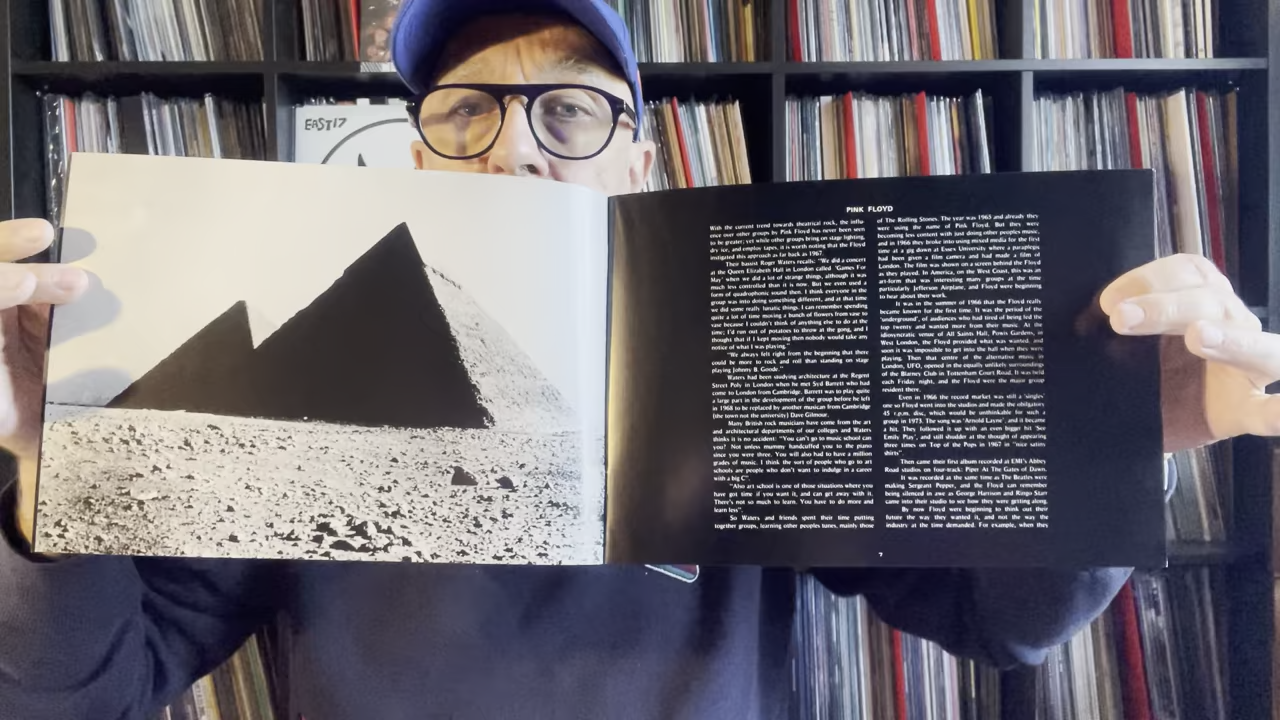 EAST17
PINK FLOYD
With the current trend towards theatrical rock, the influ-
ence over other groups by Pink Floyd has never been seen
to be greater; yet while other groups bring on stage lighting,
dry ice, and employ tapes, it is worth noting that the Floyd
instigated this approach as far back as 1967.
Their bassist Roger Waters recalls: "We did a concert
at the Queen Elizabeth Hall in London called 'Games For
May' when we did a lot of strange things, although it was
much less controlled than it is now. But we even used a
form of quadrophonic sound then. I think everyone in the
group was into doing something different, and at that time
we did some really lunatic things. I can remember spending
quite a lot of time moving a bunch of flowers from vase to
vase because I couldn't think of anything else to do at the
time; I'd run out of potatoes to throw at the gong, and I
thought that if I kept moving then nobody would take any
notice of what I was playing."
"We always felt right from the beginning that there
could be more to rock and roll than standing on stage
playing Johnny B. Goode."
Waters had been studying architecture at the Regent
Street Poly in London when he met Syd Barrett who had
come to London from Cambridge. Barrett was to play quite
a large part in the development of the group before he left
in 1968 to be replaced by another musican from Cambridge
(the town not the university) Dave Gilmour.
Many British rock musicians have come from the art
and architectural departments of our colleges and Waters
thinks it is no accident: "You can't go to music school can
you? Not unless mummy handcuffed you to the piano
since you were three. You will also had to have a million
grades of music. I think the sort of people who go to art
schools are people who don't want to indulge in a career
with a big C".
"Also art school is one of those situations where you
have got time if you want it, and can get away with it.
There's not so much to learn. You have to do more and
learn less".
So Waters and friends spent their time putting
together groups, learning other peoples tunes, mainly those
of The Rolling Stones. The year was 1965 and already they
were using the name of Pink Floyd. But they were
becoming less content with just doing other peoples music,
and in 1966 they broke into using mixed media for the first
time at a gig down at Essex University where a paraplegic
had been given a film camera and had made a film of
London. The film was shown on a screen behind the Floyd
as they played. In America, on the West Coast, this was an
art-form that was interesting many groups at the time
particularly Jefferson Airplane, and Floyd were beginning
to hear about their work.
It was in the summer of 1966 that the Floyd really
became known for the first time. It was the period of the
'underground', of audiences who had tired of being fed the
top twenty and wanted more from their music. At the
idiosyncratic venue of All Saints Hall, Powis Gardens, in
West London, the Floyd provided what was wanted, and
soon it was impossible to get into the hall when they were
playing. Then that centre of the alternative music in
London, UFO, opened in the equally unlikely surroundings
of the Blarney Club in Tottenham Court Road. It was held
each Friday night, and the Floyd were the major group
resident there.
Even in 1966 the record market was still a 'singles'
one so Floyd went into the studios and made the obligatory
45 r.p.m. disc, which would be unthinkable for such a
group in 1973. The song was 'Arnold Layne', and it became
a hit. They followed it up with an even bigger hit 'See
Emily Play', and still shudder at the thought of appearing
three times on Top of the Pops in 1967 in "nice satiny
shirts".
Then came their first album recorded at EMI's Abbey
Road studios on four-track: Piper At The Gates of Dawn.
It was recorded at the same time as The Beatles were
making Sergeant Pepper, and the Floyd can remember
being silenced in awe as George Harrison and Ringo Starr
came into their studio to see how they were getting along.
By now Floyd were beginning to think out their
future the way they wanted it, and not the way the
industry at the time demanded. For example, when they
7